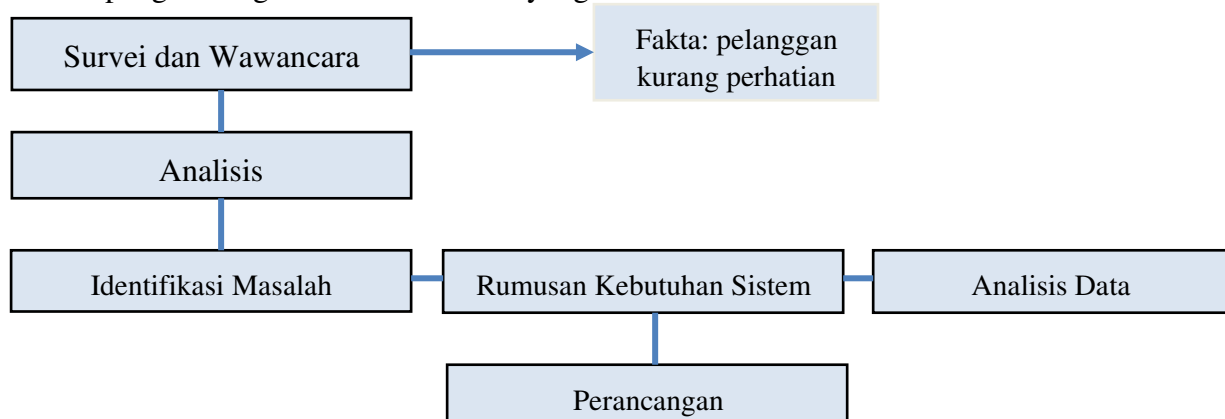 Survei dan Wawancara
Fakta: pelanggan
kurang perhatian
Analisis
Identifikasi Masalah
Rumusan Kebutuhan Sistem
Analisis Data
Perancangan